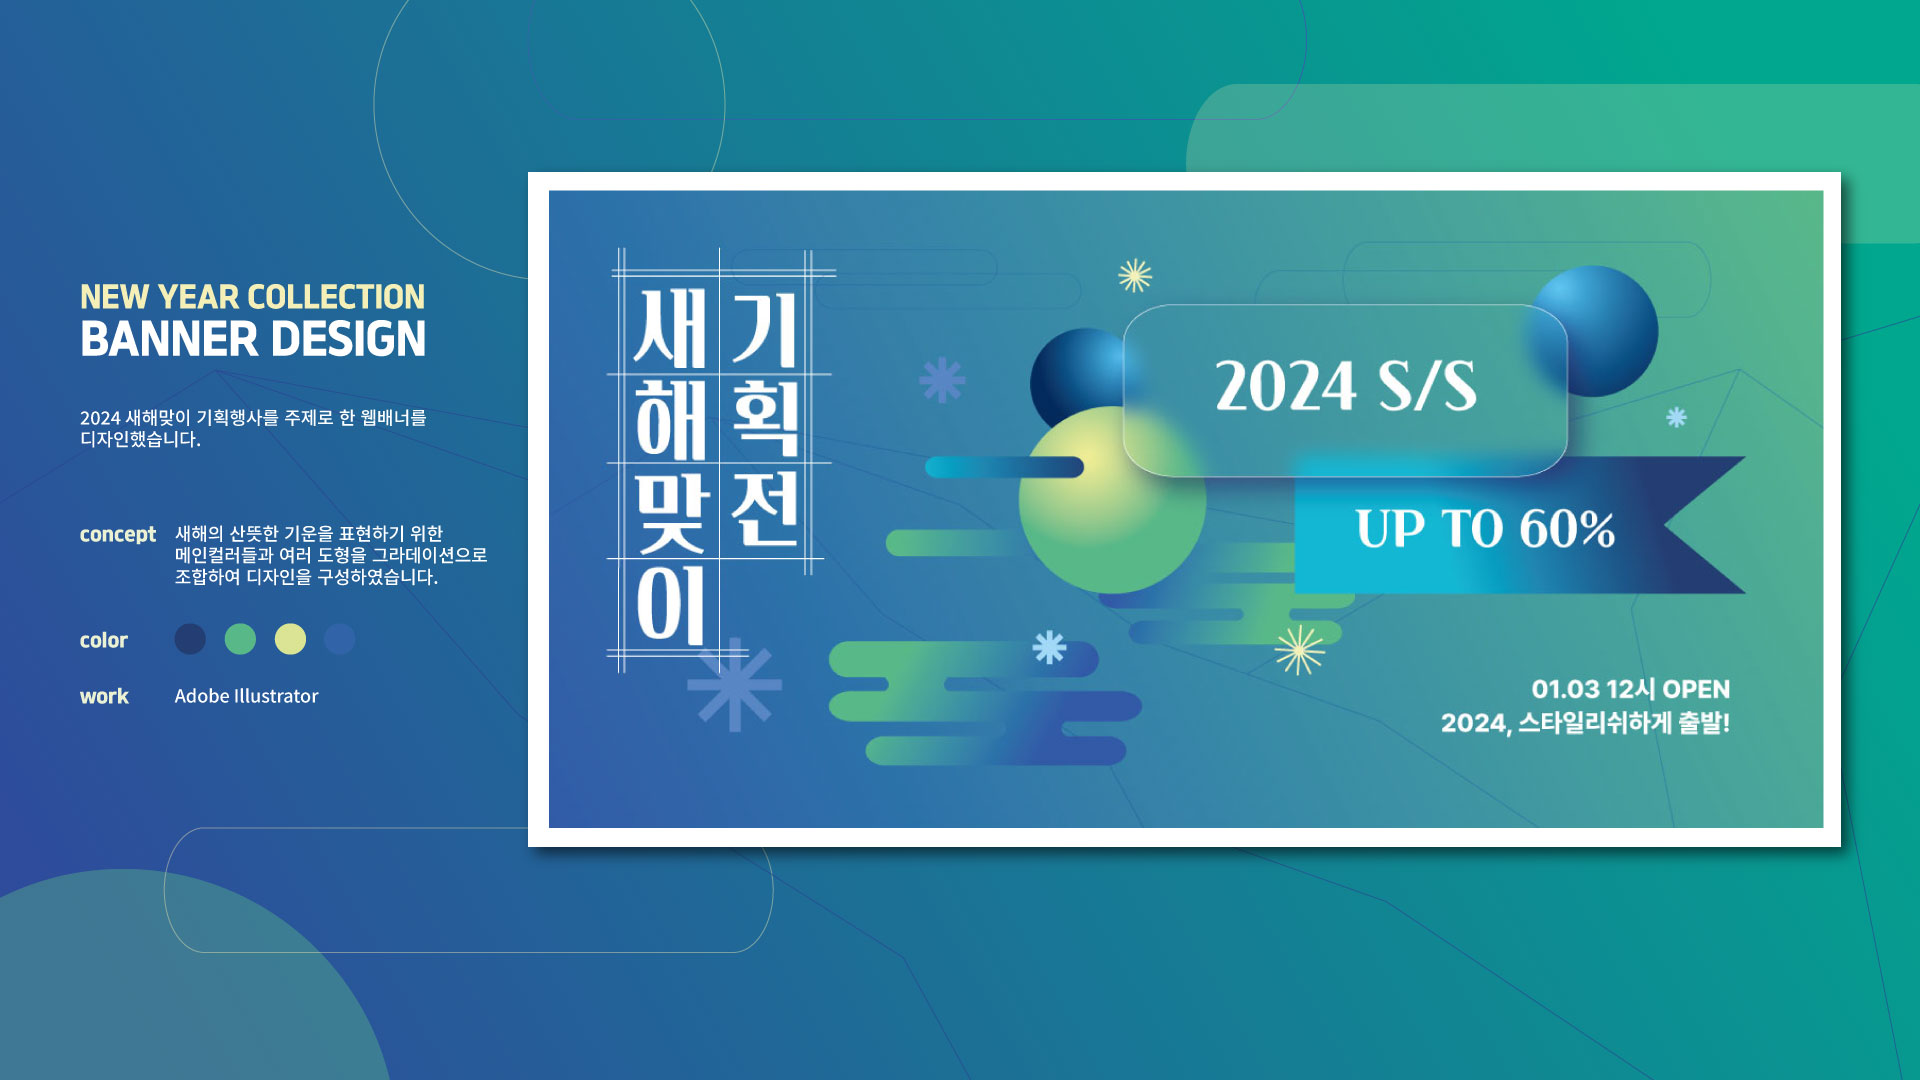 NEW YEAR COLLECTION
BANNER DESIGN
2024 새해맞이 기획행사를 주제로 한 웹배너를
디자인했습니다.
concept 새해의 산뜻한 기운을 표현하기 위한
메인컬러들과 여러 도형을 그라데이션으로
조합하여 디자인을 구성하였습니다.
color
work Adobe Illustrator
새해맞이
기획전
2024 S/S
UP TO 60%
01.03 12시 OPEN
2024, 스타일리쉬하게 출발!